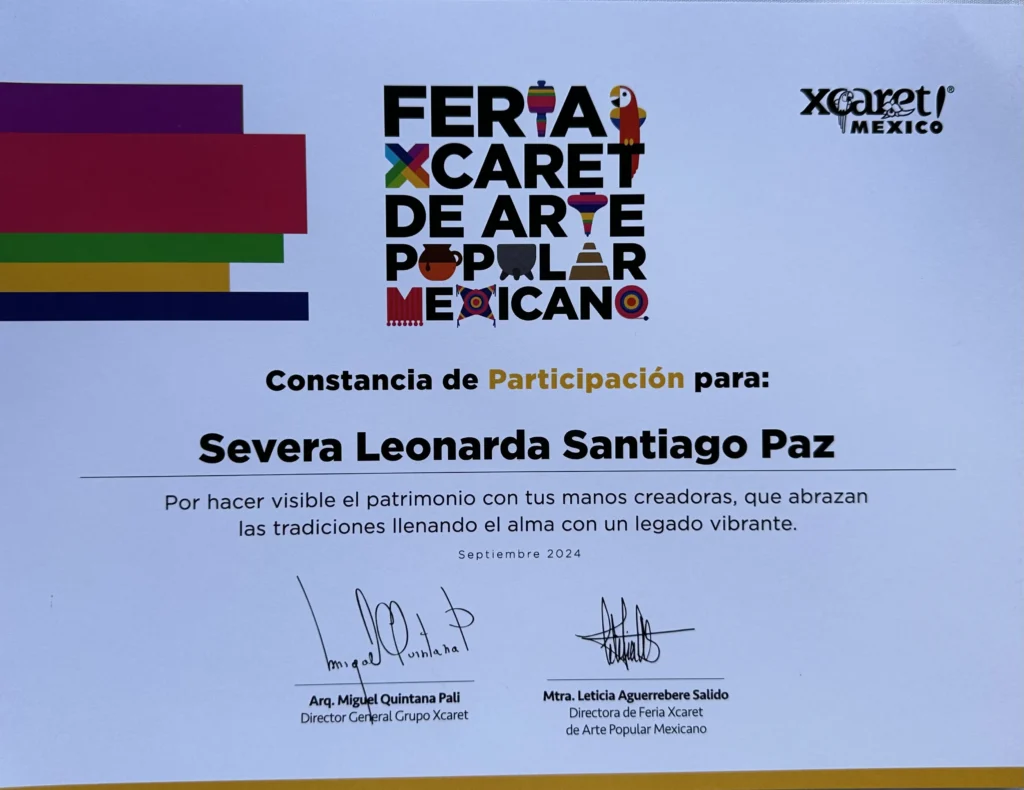 FERIA
XCARET
DE ARTE
POPULAR
MEXICANO
xcaret!®
MEXICO
Constancia de Participación para:
Severa Leonarda Santiago Paz
Por hacer visible el patrimonio con tus manos creadoras, que abrazan
las tradiciones llenando el alma con un legado vibrante.
Septiembre 2024
Miguel Quintana P
Arq. Miguel Quintana Pali
Director General Grupo Xcaret
Mtra. Leticia Aguerrebere Salido
Directora de Feria Xcaret
de Arte Popular Mexicano